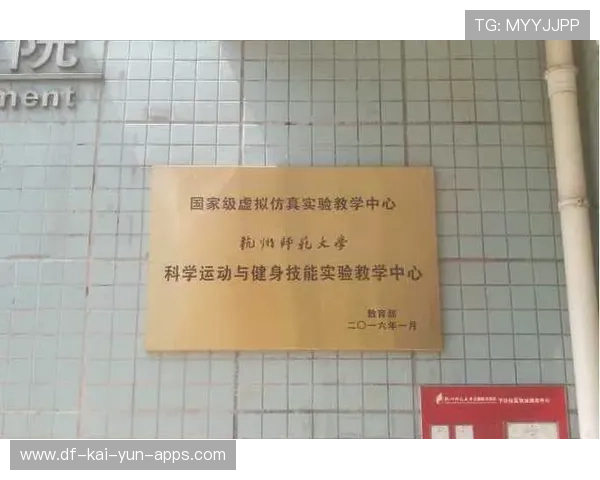 TG: MYYJJPP
院
ment
国家级虚拟仿真实验教学中心
杭州师范大学
科学运动与健身技能实验教学中心
教育部
二〇一六年一月
www.df-kai-yun-apps.com